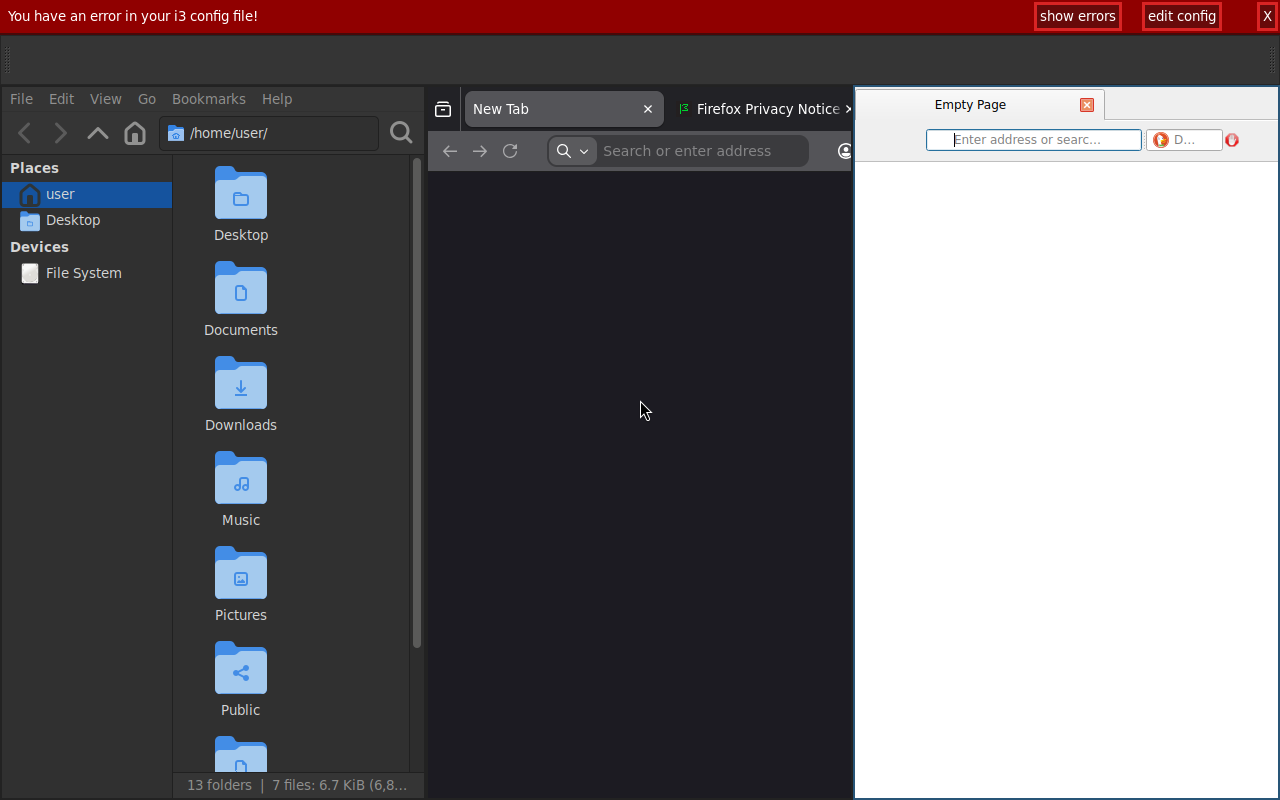 You have an error in your i3 config file!
show errors
edit config
X
File Edit View Go Bookmarks Help
/home/user/
Places
user
Desktop
Devices
File System
Desktop
Documents
Downloads
Music
Pictures
Public
13 folders | 7 files: 6.7 KiB (6,8...
New Tab
Firefox Privacy Notice
Search or enter address
Empty Page
Enter address or searc...
D...